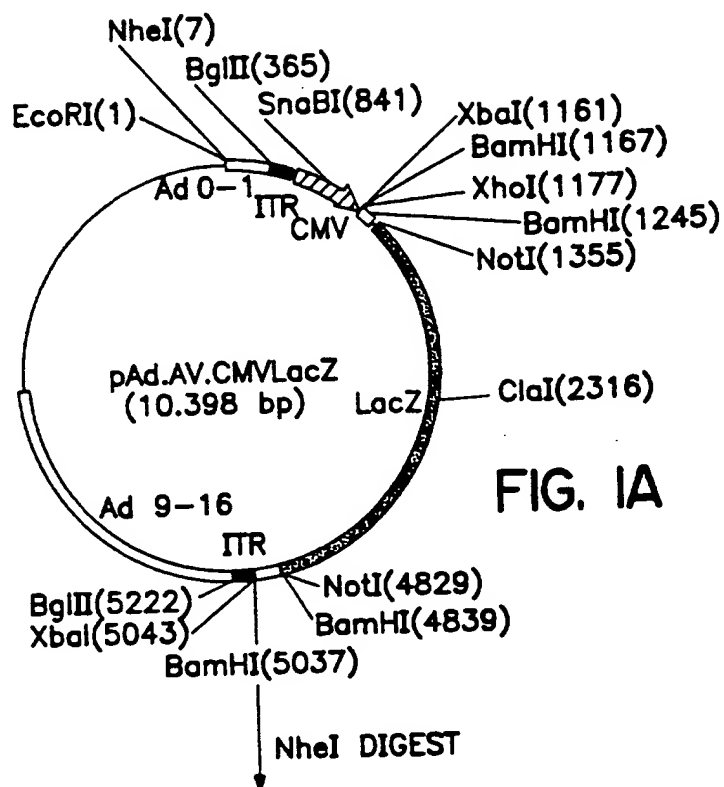 NheI(7)
BglII(365)
SnaBI(841)
EcoRI(1)
XbaI(1161)
BamHI(1167)
XhoI(1177)
BamHI(1245)
NotI(1355)
Ad 0-1
ITR
CMV
pAd.AV.CMVLacZ
(10.398 bp)
LacZ
ClaI(2316)
FIG. 1A
Ad 9-16
ITR
NotI(4829)
BglII(5222)
BamHI(4839)
XbaI(5043)
BamHI(5037)
NheI DIGEST